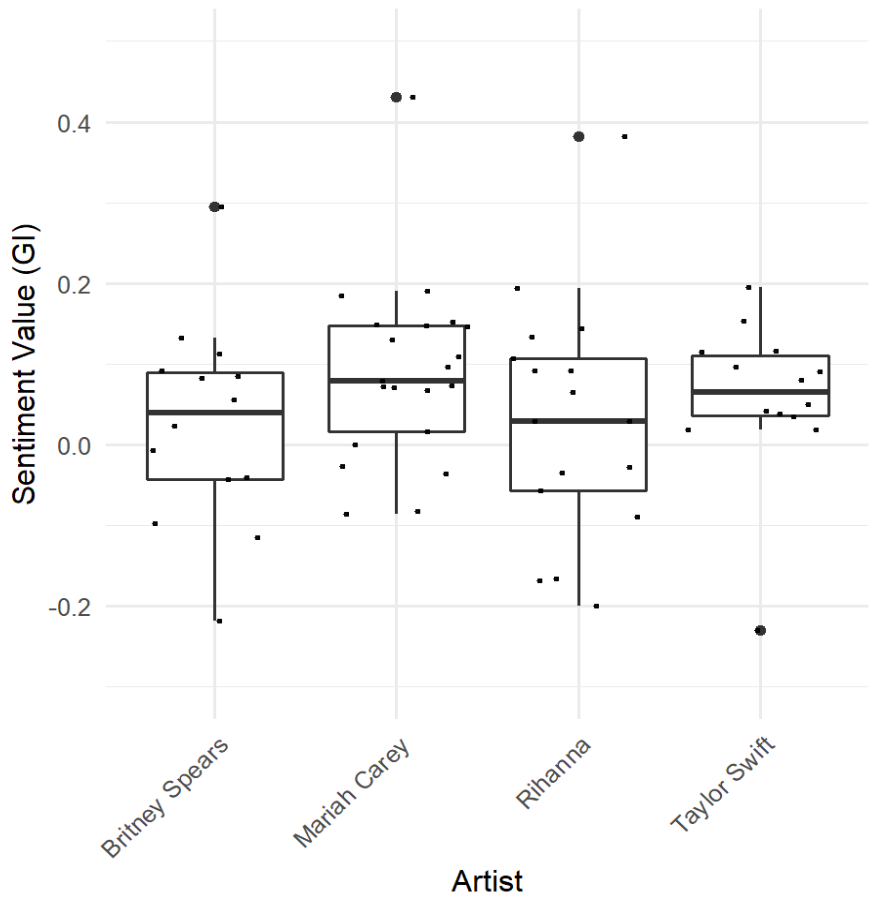 0.4
0.2
0.0
-0.2
Sentiment Value (GI)
Britney Spears
Mariah Carey
Rihanna
Taylor Swift
Artist